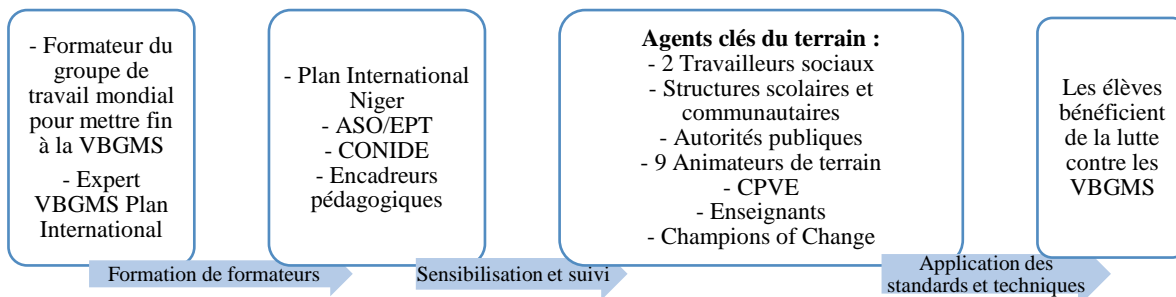 - Formateur du
groupe de
travail mondial
pour mettre fin
à la VBGMS
- Expert
VBGMS Plan
International
- Plan International
Niger
- ASO/EPT
- CONIDE
- Encadreurs
pédagogiques
Agents clés du terrain :
- 2 Travailleurs sociaux
- Structures scolaires et
communautaires
- Autorités publiques
- 9 Animateurs de terrain
- CPVE
- Enseignants
- Champions of Change
Les élèves
bénéficient
de la lutte
contre les
VBGMS
Formation de formateurs
Sensibilisation et suivi
Application des
standards et techniques